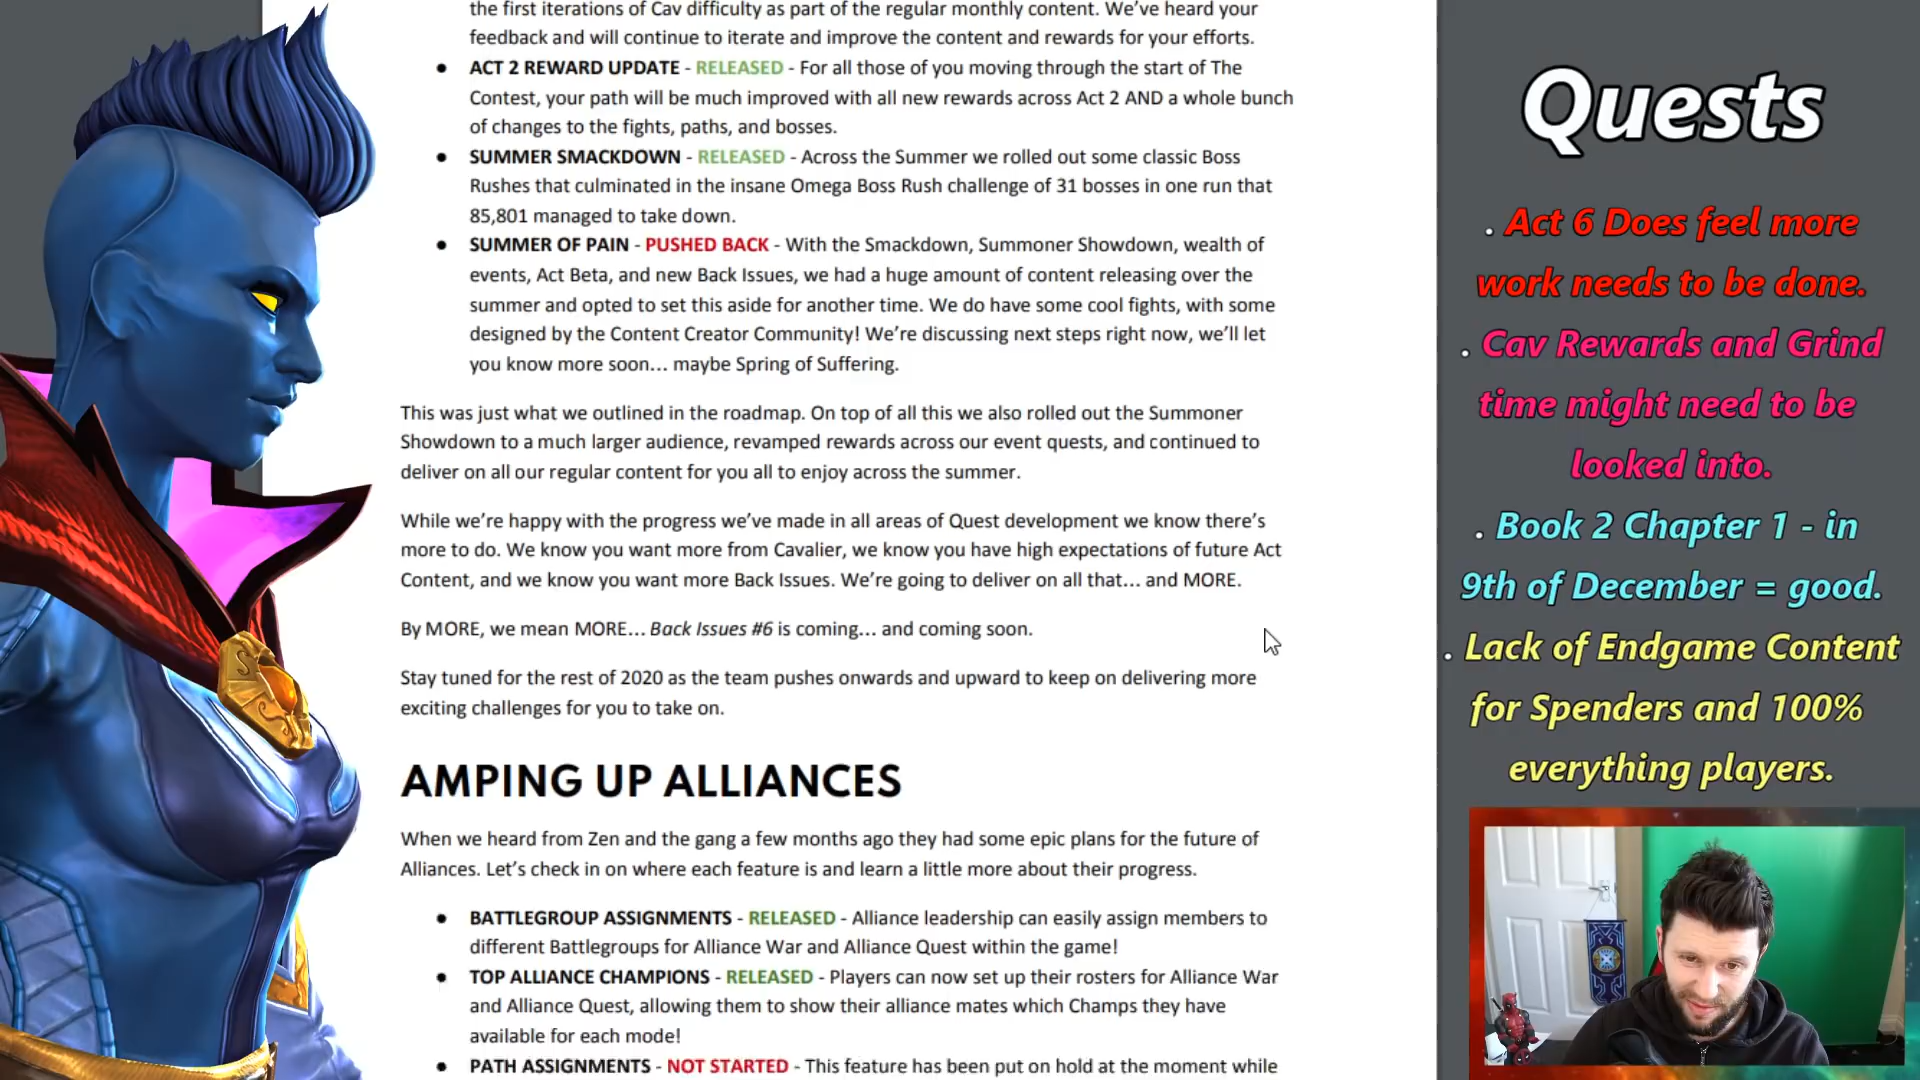 the first iterations of Cav difficulty as part of the regular monthly content. We've heard your
feedback and will continue to iterate and improve the content and rewards for your efforts.
● ACT 2 REWARD UPDATE - RELEASED - For all those of you moving through the start of The
Contest, your path will be much improved with all new rewards across Act 2 AND a whole bunch
of changes to the fights, paths, and bosses.
● SUMMER SMACKDOWN - RELEASED - Across the Summer we rolled out some classic Boss
Rushes that culminated in the insane Omega Boss Rush challenge of 31 bosses in one run that
85,801 managed to take down.
● SUMMER OF PAIN - PUSHED BACK - With the Smackdown, Summoner Showdown, wealth of
events, Act Beta, and new Back Issues, we had a huge amount of content releasing over the
summer and opted to set this aside for another time. We do have some cool fights, with some
designed by the Content Creator Community! We're discussing next steps right now, we'll let
you know more soon... maybe Spring of Suffering.
This was just what we outlined in the roadmap. On top of all this we also rolled out the Summoner
Showdown to a much larger audience, revamped rewards across our event quests, and continued to
deliver on all our regular content for you all to enjoy across the summer.
While we're happy with the progress we've made in all areas of Quest development we know there's
more to do. We know you want more from Cavalier, we know you have high expectations of future Act
Content, and we know you want more Back Issues. We're going to deliver on all that... and MORE.
By MORE, we mean MORE... Back Issues #6 is coming... and coming soon.
Stay tuned for the rest of 2020 as the team pushes onwards and upward to keep on delivering more
exciting challenges for you to take on.
AMPING UP ALLIANCES
When we heard from Zen and the gang a few months ago they had some epic plans for the future of
Alliances. Let's check in on where each feature is and learn a little more about their progress.
● BATTLEGROUP ASSIGNMENTS - RELEASED - Alliance leadership can easily assign members to
different Battlegroups for Alliance War and Alliance Quest within the game!
● TOP ALLIANCE CHAMPIONS - RELEASED - Players can now set up their rosters for Alliance War
and Alliance Quest, allowing them to show their alliance mates which Champs they have
available for each mode!
● PATH ASSIGNMENTS - NOT STARTED - This feature has been put on hold at the moment while
Quests
. Act 6 Does feel more
work needs to be done.
. Cav Rewards and Grind
time might need to be
looked into.
. Book 2 Chapter 1 - in
9th of December = good.
. Lack of Endgame Content
for Spenders and 100%
everything players.